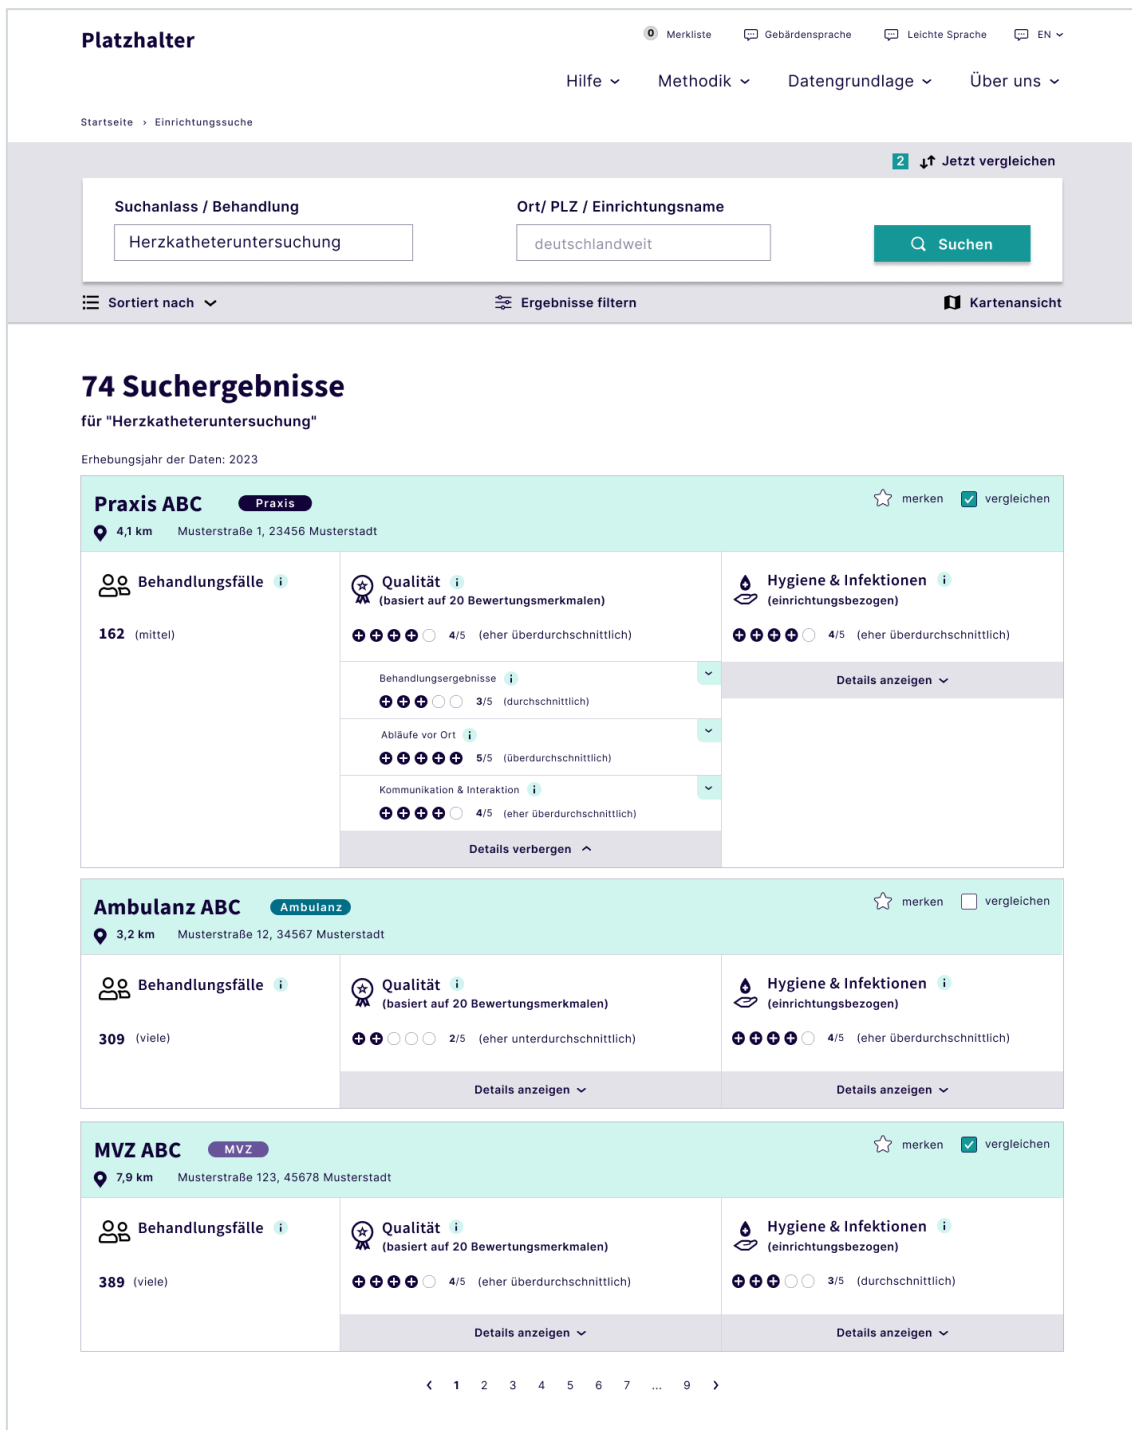 Platzhalter
0 Merkliste Gebärdensprache Leichte Sprache EN
Hilfe Methodik Datengrundlage Über uns
Startseite › Einrichtungssuche
2 Jetzt vergleichen
Suchanlass / Behandlung Ort/ PLZ / Einrichtungsname
Herzkatheteruntersuchung deutschlandweit Suchen
Sortiert nach Ergebnisse filtern Kartenansicht
74 Suchergebnisse
für "Herzkatheteruntersuchung"
Erhebungsjahr der Daten: 2023
Praxis ABC Praxis merken vergleichen
4,1 km Musterstraße 1, 23456 Musterstadt
Behandlungsfälle i Qualität i Hygiene & Infektionen i
(basiert auf 20 Bewertungsmerkmalen) (einrichtungsbezogen)
162 (mittel) 4/5 (eher überdurchschnittlich) 4/5 (eher überdurchschnittlich)
Behandlungsergebnisse i Details anzeigen
3/5 (durchschnittlich)
Abläufe vor Ort i
5/5 (überdurchschnittlich)
Kommunikation & Interaktion i
4/5 (eher überdurchschnittlich)
Details verbergen
Ambulanz ABC Ambulanz merken vergleichen
3,2 km Musterstraße 12, 34567 Musterstadt
Behandlungsfälle i Qualität i Hygiene & Infektionen i
(basiert auf 20 Bewertungsmerkmalen) (einrichtungsbezogen)
309 (viele) 2/5 (eher unterdurchschnittlich) 4/5 (eher überdurchschnittlich)
Details anzeigen Details anzeigen
MVZ ABC MVZ merken vergleichen
7,9 km Musterstraße 123, 45678 Musterstadt
Behandlungsfälle i Qualität i Hygiene & Infektionen i
(basiert auf 20 Bewertungsmerkmalen) (einrichtungsbezogen)
389 (viele) 4/5 (eher überdurchschnittlich) 3/5 (durchschnittlich)
Details anzeigen Details anzeigen
‹ 1 2 3 4 5 6 7 ... 9 ›